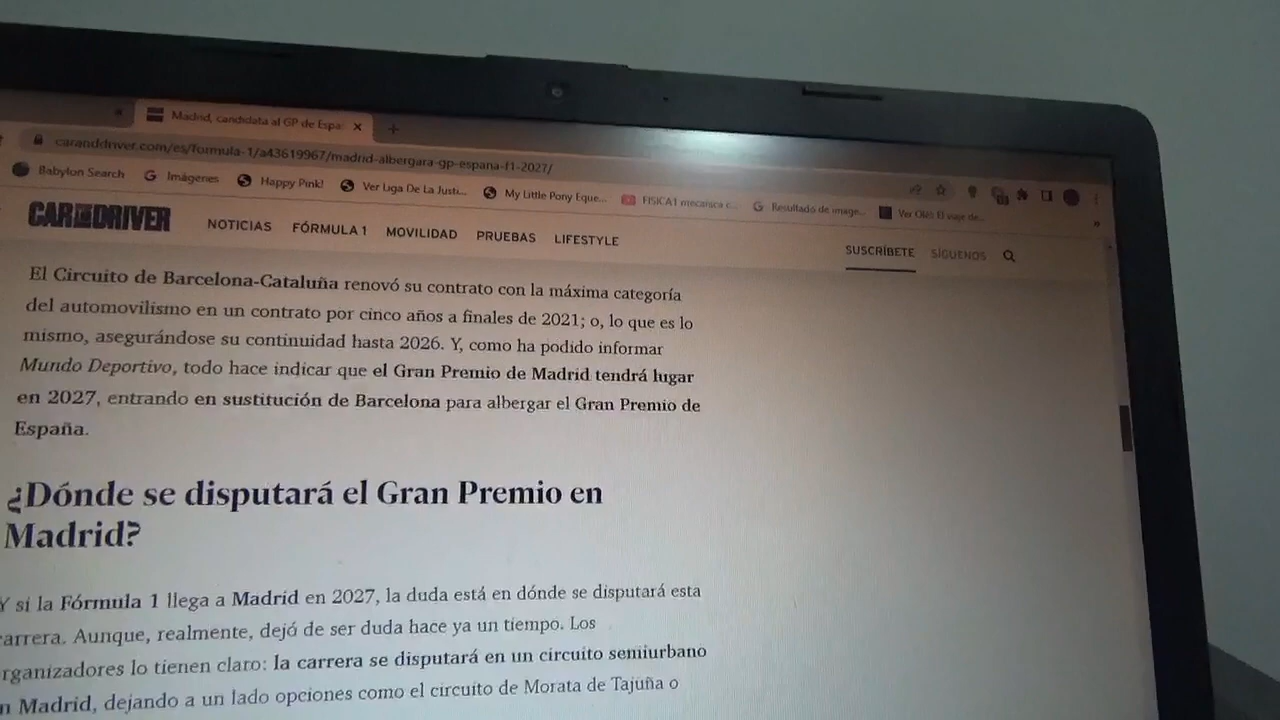 Madrid, candidata al GP de Espa
caranddriver.com/es/formula-1/a43619967/madrid-albergara-gp-espana-f1-2027/
Babylon Search Imágenes Happy Pink! Ver Liga De La Justi... My Little Pony Eque... FISICA1 mecanica c... Resultado de image... Ver Olé! El viaje de...
CAR AND DRIVER NOTICIAS FÓRMULA 1 MOVILIDAD PRUEBAS LIFESTYLE SUSCRÍBETE SÍGUENOS
El Circuito de Barcelona-Cataluña renovó su contrato con la máxima categoría
del automovilismo en un contrato por cinco años a finales de 2021; o, lo que es lo
mismo, asegurándose su continuidad hasta 2026. Y, como ha podido informar
Mundo Deportivo, todo hace indicar que el Gran Premio de Madrid tendrá lugar
en 2027, entrando en sustitución de Barcelona para albergar el Gran Premio de
España.
¿Dónde se disputará el Gran Premio en
Madrid?
Y si la Fórmula 1 llega a Madrid en 2027, la duda está en dónde se disputará esta
carrera. Aunque, realmente, dejó de ser duda hace ya un tiempo. Los
organizadores lo tienen claro: la carrera se disputará en un circuito semiurbano
en Madrid, dejando a un lado opciones como el circuito de Morata de Tajuña o